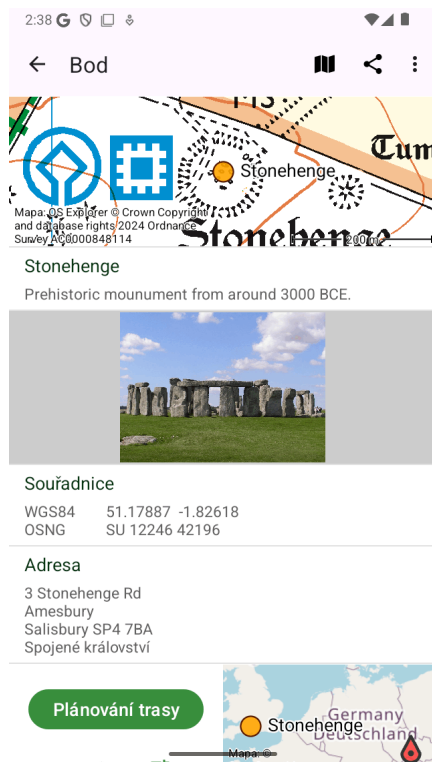 2:38
Bod
Tum
Stonehenge
Mapa: OS Explorer © Crown Copyright
and database rights 2024 Ordnance
Survey AC0000848114
Stonehenge
200 m
Stonehenge
Prehistoric mounument from around 3000 BCE.
Souřadnice
WGS84 51.17887 -1.82618
OSNG SU 12246 42196
Adresa
3 Stonehenge Rd
Amesbury
Salisbury SP4 7BA
Spojené království
Plánování trasy
Germany
Stonehenge
Deutschland
Mapa: ©